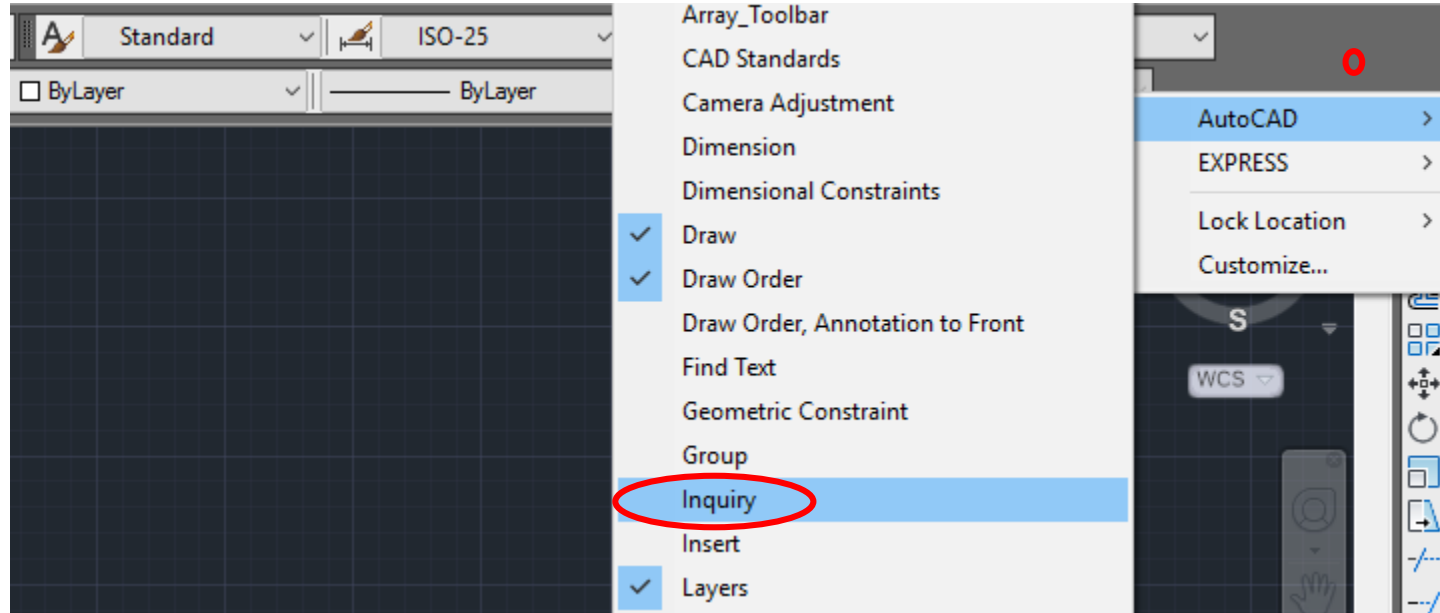 Standard
ISO-25
ByLayer
ByLayer
Array_Toolbar
CAD Standards
Camera Adjustment
Dimension
Dimensional Constraints
Draw
Draw Order
Draw Order, Annotation to Front
Find Text
Geometric Constraint
Group
Inquiry
Insert
Layers
AutoCAD
EXPRESS
Lock Location
Customize...
S
WCS